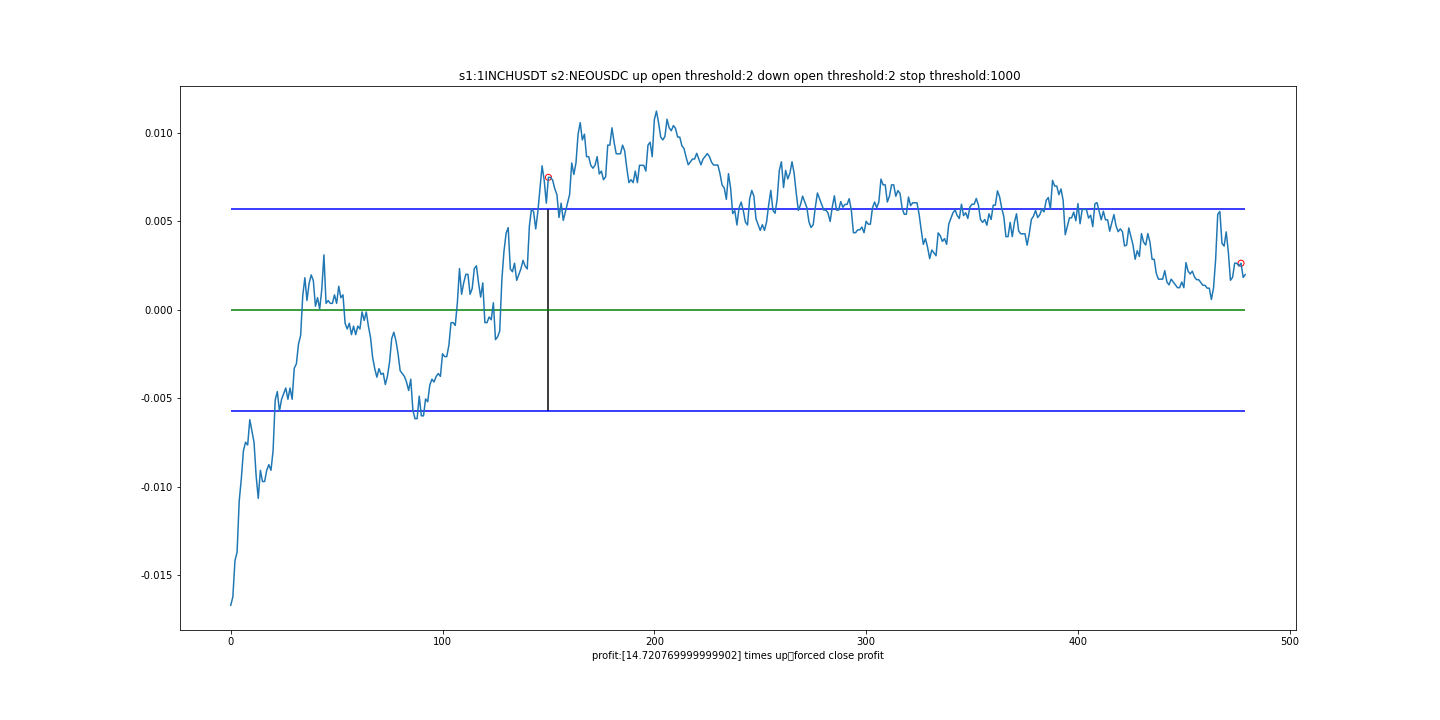 s1:1INCHUSDT s2:NEOUSDC up open threshold:2 down open threshold:2 stop threshold:1000
0.010
0.005
0.000
-0.005
-0.010
-0.015
0 100 200 300 400 500
profit:[14.720769999999902] times up▯forced close profit